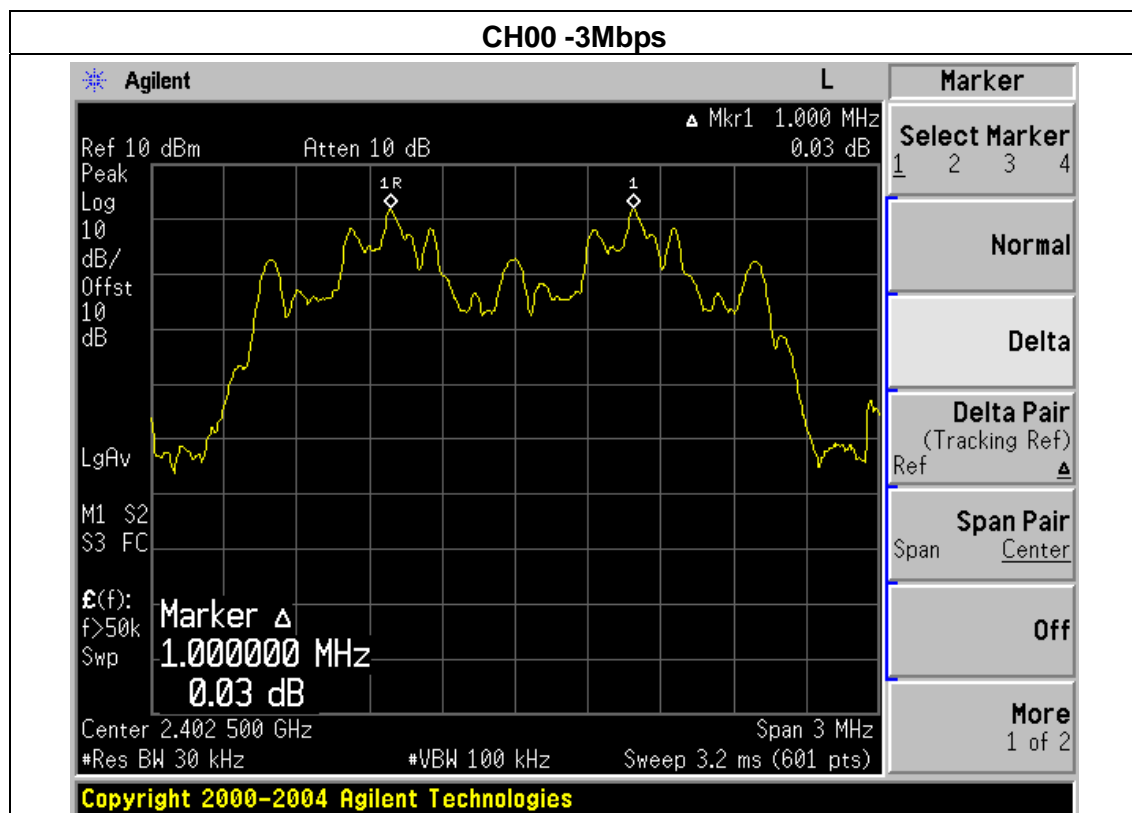 CH00 -3Mbps
Agilent L
Marker
Δ Mkr1 1.000 MHz
Ref 10 dBm Atten 10 dB 0.03 dB
Peak
Log
10
dB/
Offst
10
dB
1R 1
LgAv
M1 S2
S3 FC
£(f):
f>50k
Swp
Marker Δ
1.000000 MHz
0.03 dB
Center 2.402 500 GHz Span 3 MHz
#Res BW 30 kHz #VBW 100 kHz Sweep 3.2 ms (601 pts)
Select Marker
1 2 3 4
Normal
Delta
Delta Pair
(Tracking Ref)
Ref Δ
Span Pair
Span Center
Off
More
1 of 2
Copyright 2000-2004 Agilent Technologies